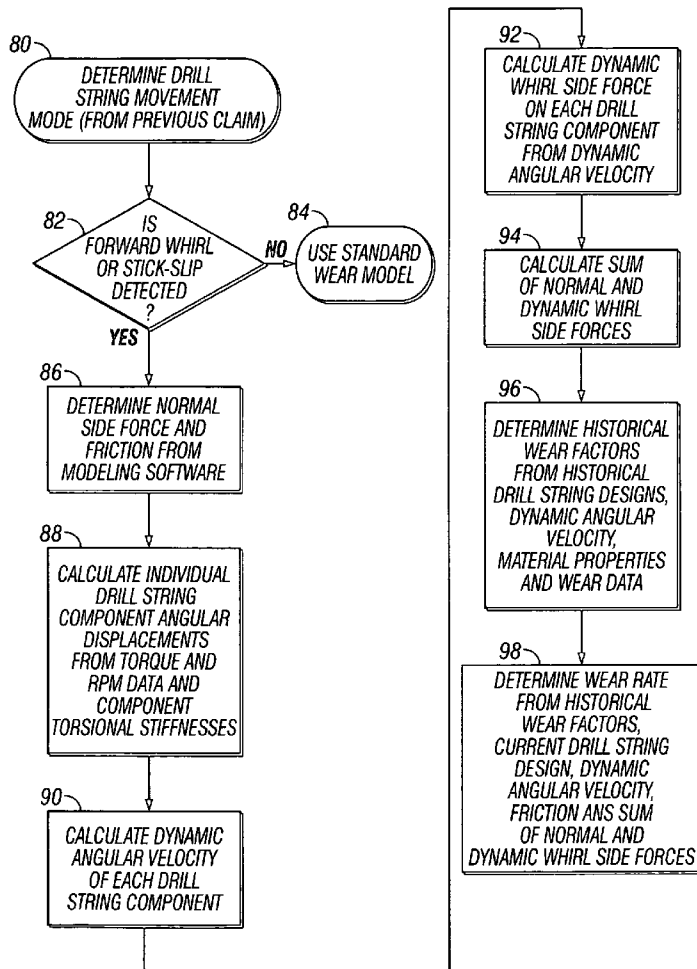 80
DETERMINE DRILL
STRING MOVEMENT
MODE (FROM PREVIOUS CLAIM)
82
IS
FORWARD WHIRL
OR STICK-SLIP
DETECTED
?
NO
YES
84
USE STANDARD
WEAR MODEL
86
DETERMINE NORMAL
SIDE FORCE AND
FRICTION FROM
MODELING SOFTWARE
88
CALCULATE INDIVIDUAL
DRILL STRING
COMPONENT ANGULAR
DISPLACEMENTS
FROM TORQUE AND
RPM DATA AND
COMPONENT
TORSIONAL STIFFNESSES
90
CALCULATE DYNAMIC
ANGULAR VELOCITY
OF EACH DRILL
STRING COMPONENT
92
CALCULATE DYNAMIC
WHIRL SIDE FORCE
ON EACH DRILL
STRING COMPONENT
FROM DYNAMIC
ANGULAR VELOCITY
94
CALCULATE SUM
OF NORMAL AND
DYNAMIC WHIRL
SIDE FORCES
96
DETERMINE HISTORICAL
WEAR FACTORS
FROM HISTORICAL
DRILL STRING DESIGNS,
DYNAMIC ANGULAR
VELOCITY,
MATERIAL PROPERTIES
AND WEAR DATA
98
DETERMINE WEAR RATE
FROM HISTORICAL
WEAR FACTORS,
CURRENT DRILL STRING
DESIGN, DYNAMIC
ANGULAR VELOCITY,
FRICTION ANS SUM
OF NORMAL AND
DYNAMIC WHIRL SIDE FORCES